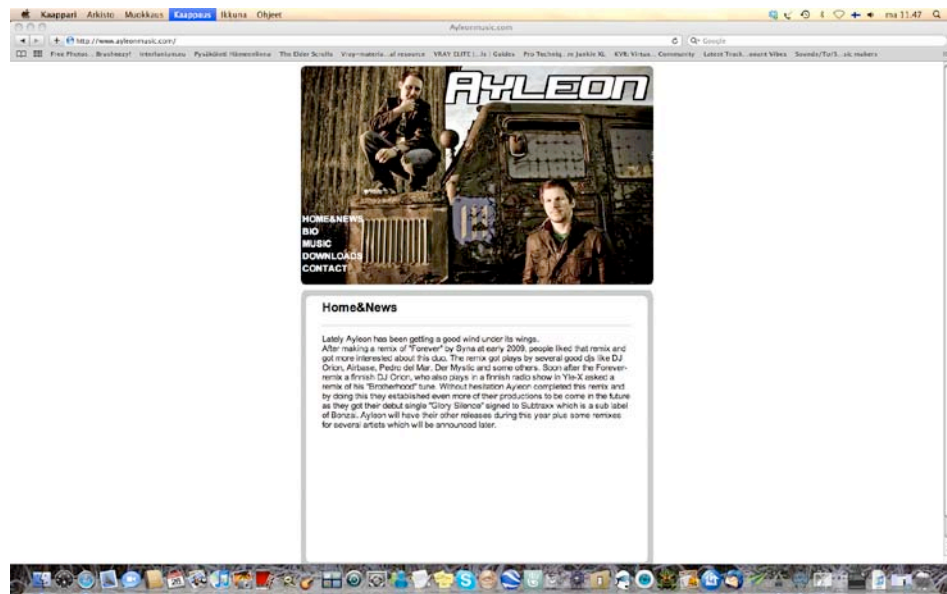 Kaappari Arkisto Muokkaus Kaappaus Ikkuna Ohjeet ma 11.47
Ayleonmusic.com
http://www.ayleonmusic.com/ Google
The Elder Scrolls Community
AYLEON
HOME&NEWS
BIO
MUSIC
DOWNLOADS
CONTACT
Home&News
Lately Ayleon has been getting a good wind under its wings.
After making a remix of "Forever" by Syna at early 2009, people liked that remix and
got more interested about this duo. The remix got plays by several good djs like DJ
Orion, Airbase, Pedro del Mar, Der Mystic and some others. Soon after the Forever-
remix a finnish DJ Orion, who also plays in a finnish radio show in Yle-X asked a
remix of his "Brotherhood" tune. Without hesitation Ayleon completed this remix and
by doing this they established even more of their productions to be come in the future
as they got their debut single "Glory Silence" signed to Subtraxx which is a sub label
of Bonzai. Ayleon will have their other releases during this year plus some remixes
for several artists which will be announced later.